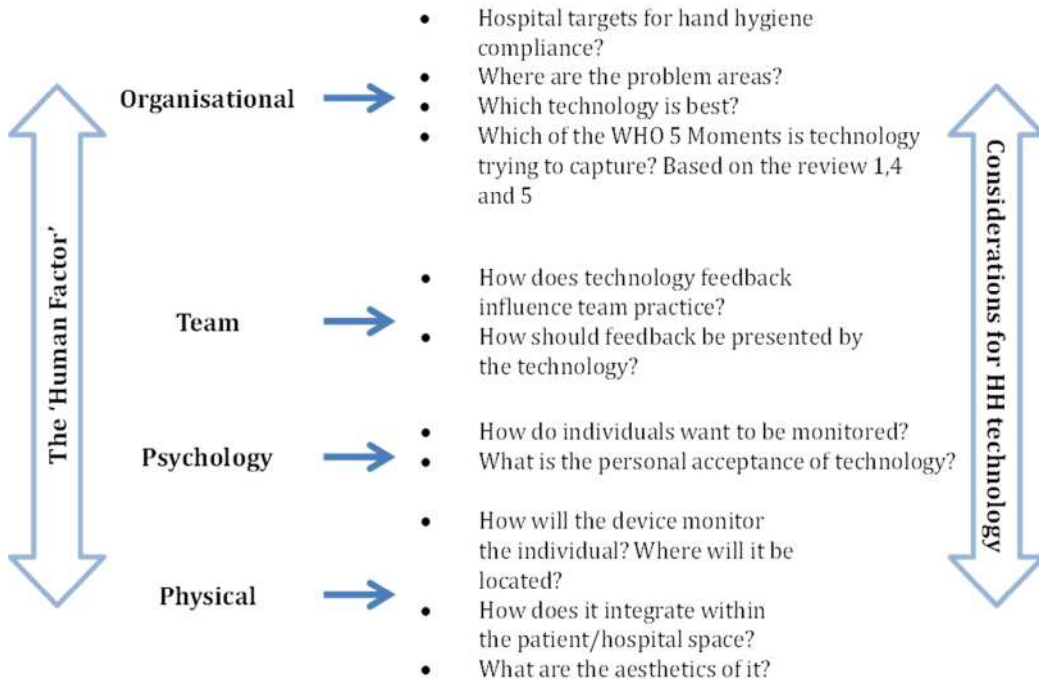 The 'Human Factor'
Organisational
• Hospital targets for hand hygiene
compliance?
• Where are the problem areas?
• Which technology is best?
• Which of the WHO 5 Moments is technology
trying to capture? Based on the review 1,4
and 5
Team
• How does technology feedback
influence team practice?
• How should feedback be presented by
the technology?
Psychology
• How do individuals want to be monitored?
• What is the personal acceptance of technology?
Physical
• How will the device monitor
the individual? Where will it be
located?
• How does it integrate within
the patient/hospital space?
• What are the aesthetics of it?
Considerations for HH technology